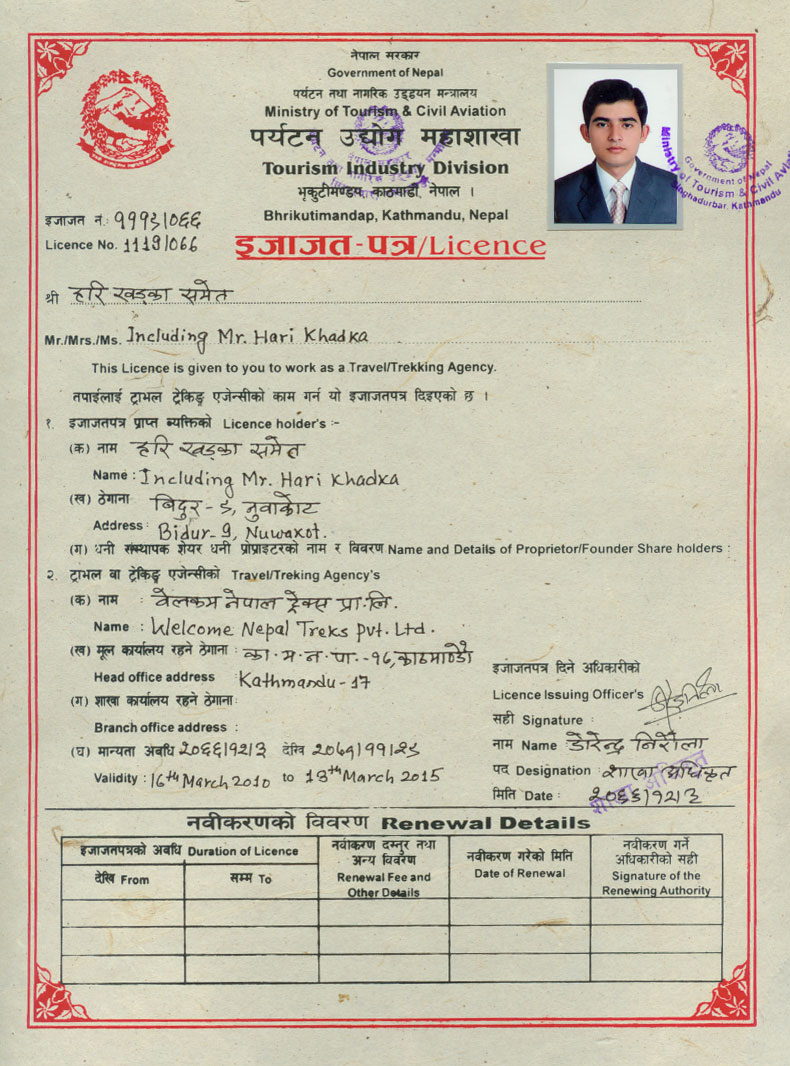 नेपाल सरकार
Government of Nepal
पर्यटन तथा नागरिक उड्डयन मन्त्रालय
Ministry of Tourism & Civil Aviation
पर्यटन उद्योग महाशाखा
Tourism Industry Division
भृकुटीमण्डप, काठमाडौं, नेपाल ।
Bhrikutimandap, Kathmandu, Nepal
Ministry of Tourism & Civil
Government of Nepal
Singhadurbar, Kathmandu
इजाजत न.: ११९३।०६६
Licence No. 1119/066
इजाजत-पत्र/Licence
श्री हरि खड्का समेत
Mr./Mrs./Ms. Including Mr. Hari Khadka
This Licence is given to you to work as a Travel/Trekking Agency.
तपाईलाई ट्राभल ट्रेकिङ्ग एजेन्सीको काम गर्न यो इजाजतपत्र दिइएको छ ।
१. इजाजतपत्र प्राप्त ब्यक्तिको Licence holder's :-
(क) नाम हरि खड्का समेत
Name : Including Mr. Hari Khadka
(ख) ठेगाना बिदुर - ९, नुवाकोट
Address : Bidur-9, Nuwakot.
(ग) धनी संस्थापक शेयर धनी प्रोप्राइटरको नाम र विवरण Name and Details of Proprietor/Founder Share holders :
२. ट्राभल वा ट्रेकिङ्ग एजेन्सीको Travel/Treking Agency's
(क) नाम : वेलकम नेपाल ट्रेक्स प्रा.लि.
Name : Welcome Nepal Treks Pvt. Ltd.
(ख) मूल कार्यालय रहने ठेगाना : का.म.न.पा.-१७, काठमाण्डौ
Head office address : Kathmandu-17
(ग) शाखा कार्यालय रहने ठेगाना:
Branch office address :
(घ) मान्यता अबधि २०६६।१२।३ देखि २०७१।११।२९
Validity : 16th March 2010 to 13th March 2015
इजाजतपत्र दिने अधिकारीको
Licence Issuing Officer's
सही Signature :
नाम Name : डोरेन्द्र निरौला
पद Designation : शाखा अधिकृत
मिति Date : २०६६।१२।३
शाखा अधिकृत
नवीकरणको विवरण Renewal Details
इजाजतपत्रको अबधि Duration of Licence
देखि From
सम्म To
नवीकरण दस्तुर तथा
अन्य विवरण
Renewal Fee and
Other Details
नवीकरण गरेको मिति
Date of Renewal
नवीकरण गर्ने
अधिकारीको सही
Signature of the
Renewing Authority